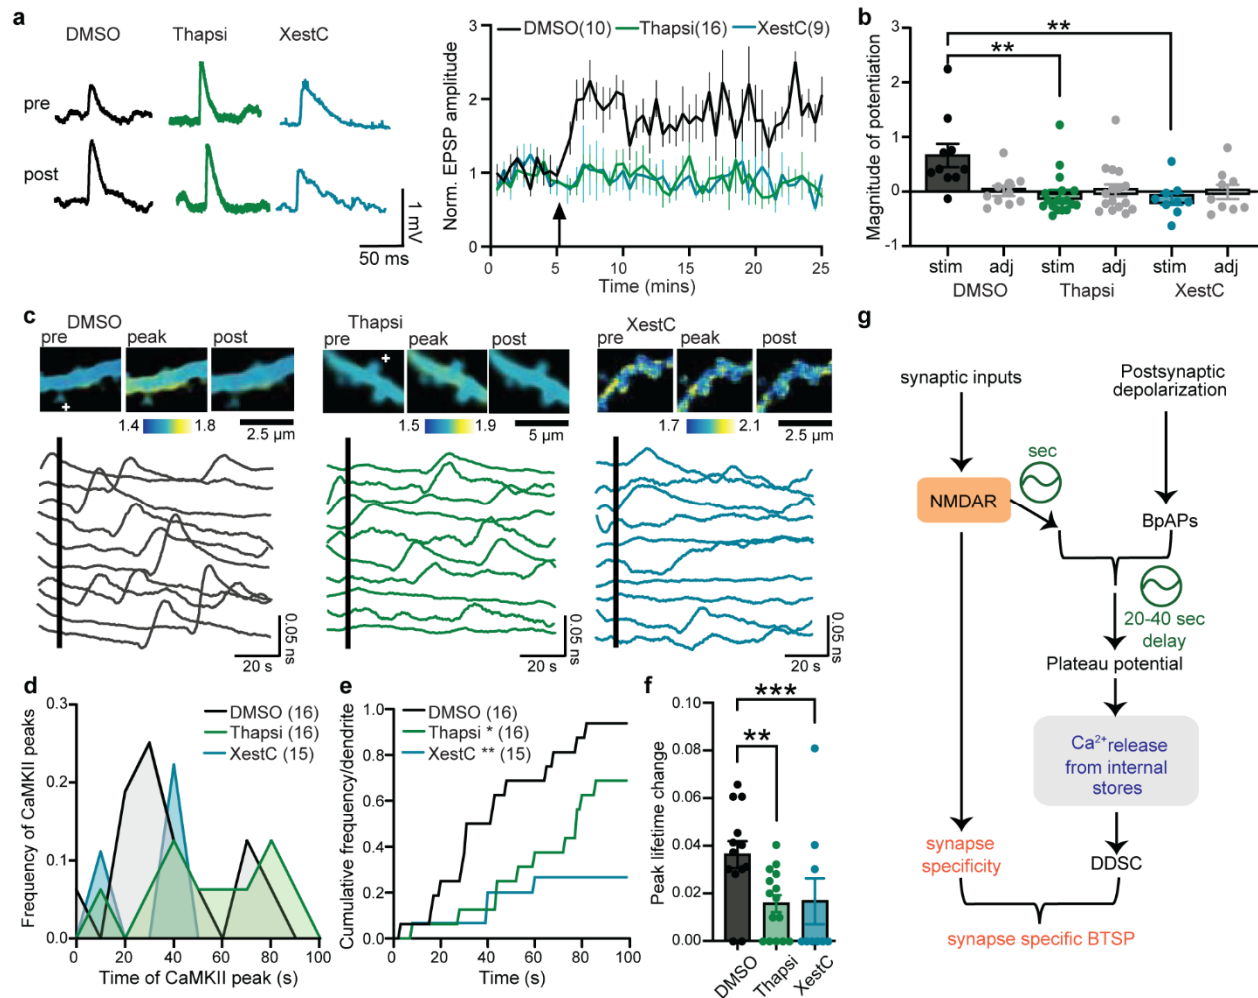 a
DMSO Thapsi XestC
pre
post
1 mV
50 ms
Norm. EPSP amplitude
3
2
1
0
DMSO(10) Thapsi(16) XestC(9)
0 5 10 15 20 25
Time (mins)
b
Magnitude of potentiation
3
2
1
0
-1
**
**
stim adj stim adj stim adj
DMSO Thapsi XestC
c
DMSO
pre peak post
1.4 1.8
2.5 µm
0.05 ns
20 s
Thapsi
pre peak post
1.5 1.9
5 µm
0.05 ns
20 s
XestC
pre peak post
1.7 2.1
2.5 µm
0.05 ns
20 s
d
Frequency of CaMKII peaks
0.3
0.2
0.1
0.0
DMSO (16)
Thapsi (16)
XestC (15)
0 20 40 60 80 100
Time of CaMKII peak (s)
e
Cumulative frequency/dendrite
1.0
0.8
0.6
0.4
0.2
0.0
DMSO (16)
Thapsi * (16)
XestC ** (15)
0 20 40 60 80 100
Time (s)
f
Peak lifetime change
0.10
0.08
0.06
0.04
0.02
0.00
***
**
DMSO
Thapsi
XestC
g
synaptic inputs
Postsynaptic
depolarization
sec
NMDAR
BpAPs
20-40 sec
delay
Plateau potential
Ca²⁺release
from internal
stores
synapse
specificity
DDSC
synapse specific BTSP